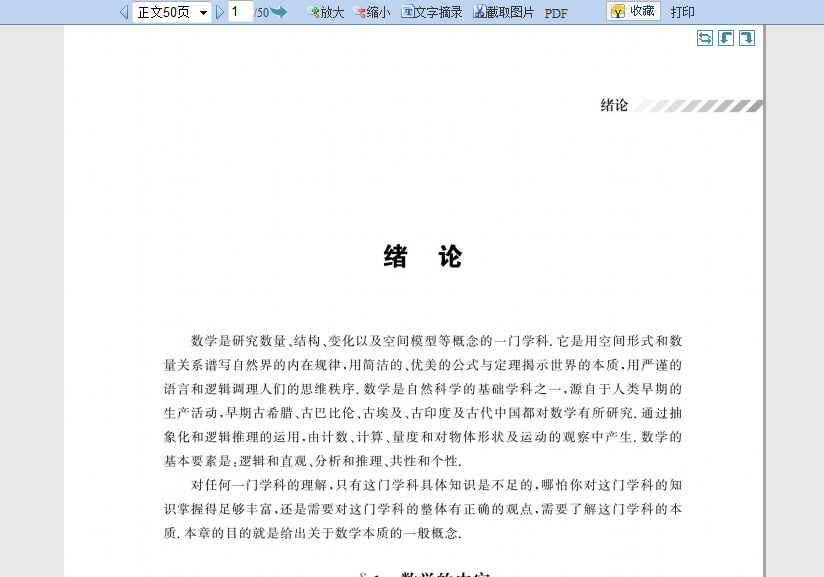 正文50页 1 /50 放大 缩小 文字摘录 截取图片 PDF 收藏 打印
绪论
绪 论
数学是研究数量、结构、变化以及空间模型等概念的一门学科. 它是用空间形式和数
量关系谱写自然界的内在规律,用简洁的、优美的公式与定理揭示世界的本质,用严谨的
语言和逻辑调理人们的思维秩序. 数学是自然科学的基础学科之一,源自于人类早期的
生产活动,早期古希腊、古巴比伦、古埃及、古印度及古代中国都对数学有所研究. 通过抽
象化和逻辑推理的运用,由计数、计算、量度和对物体形状及运动的观察中产生. 数学的
基本要素是:逻辑和直观、分析和推理、共性和个性.
对任何一门学科的理解,只有这门学科具体知识是不足的,哪怕你对这门学科的知
识掌握得足够丰富,还是需要对这门学科的整体有正确的观点,需要了解这门学科的本
质. 本章的目的就是给出关于数学本质的一般概念.
§1 数学的内容